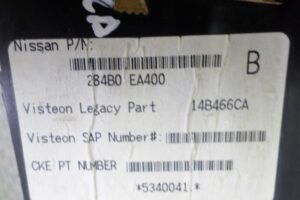 Nissan P/N:
284B0 EA400
B
Visteon Legacy Part 14B466CA
Visteon SAP Number#:
CKE PT NUMBER
*5340041.*